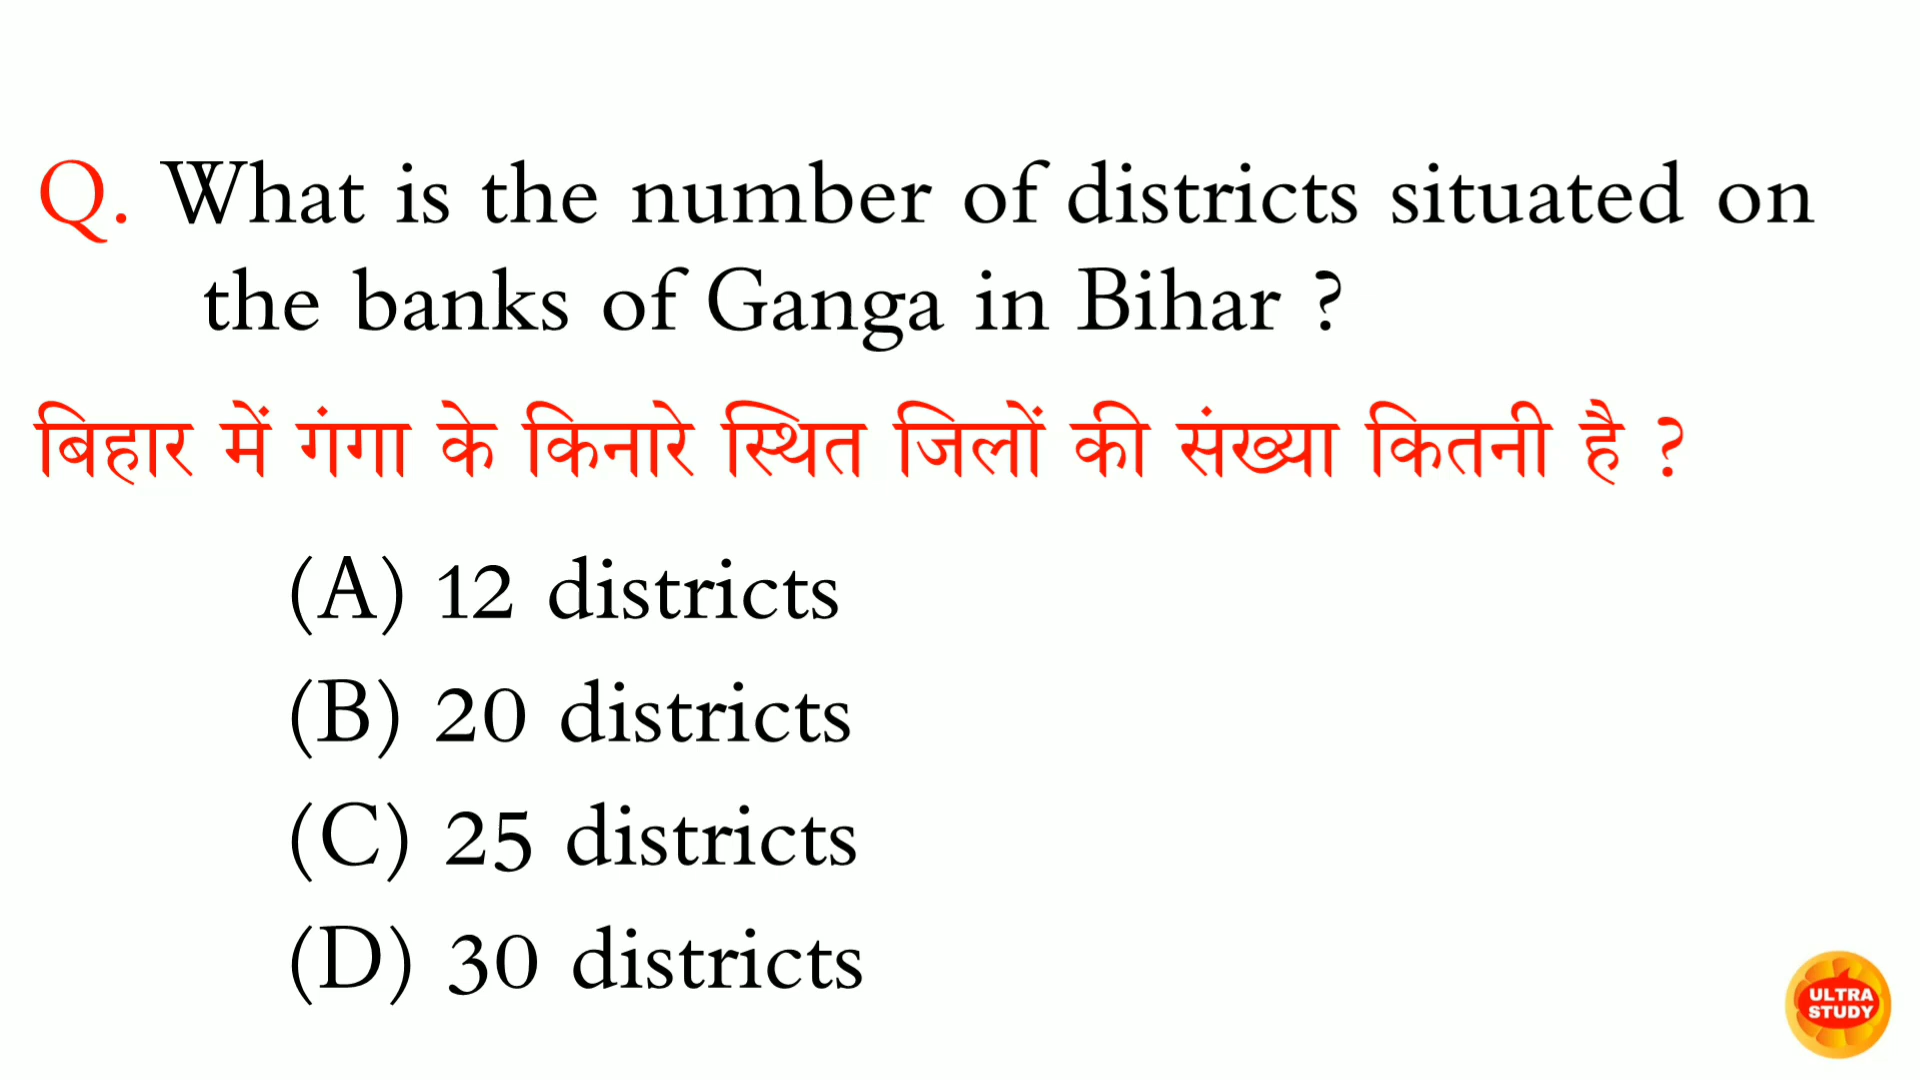 Q. What is the number of districts situated on
the banks of Ganga in Bihar ?
बिहार में गंगा के किनारे स्थित जिलों की संख्या कितनी है ?
(A) 12 districts
(B) 20 districts
(C) 25 districts
(D) 30 districts
ULTRA
STUDY